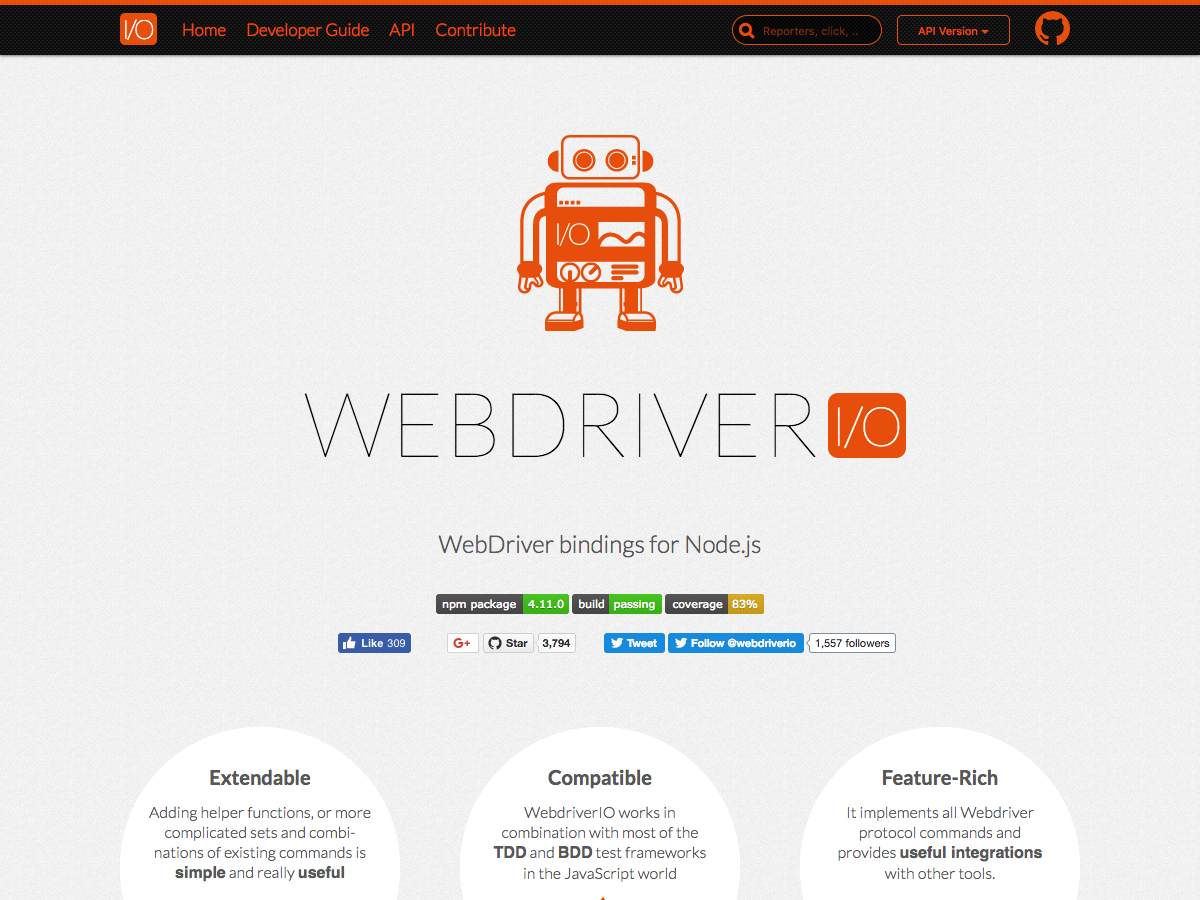 I/O Home Developer Guide API Contribute Reporters, click, .. API Version
I/O
WEBDRIVER I/O
WebDriver bindings for Node.js
npm package 4.11.0 build passing coverage 83%
Like 309 G+ Star 3,794 Tweet Follow @webdriverio 1,557 followers
Extendable
Adding helper functions, or more
complicated sets and combi-
nations of existing commands is
simple and really useful
Compatible
WebdriverIO works in
combination with most of the
TDD and BDD test frameworks
in the JavaScript world
Feature-Rich
It implements all Webdriver
protocol commands and
provides useful integrations
with other tools.